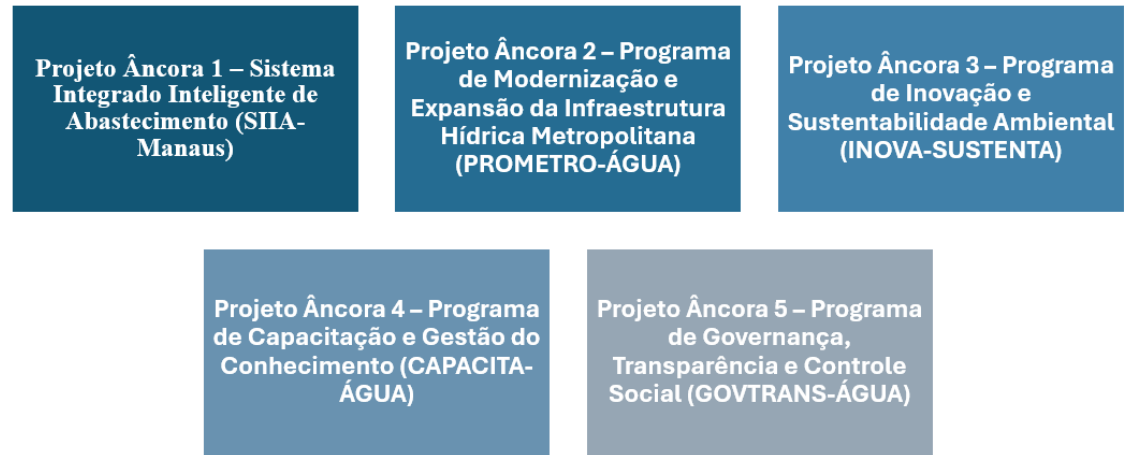 Projeto Âncora 1 – Sistema
Integrado Inteligente de
Abastecimento (SIIA-
Manaus)
Projeto Âncora 2 – Programa
de Modernização e
Expansão da Infraestrutura
Hídrica Metropolitana
(PROMETRO-ÁGUA)
Projeto Âncora 3 – Programa
de Inovação e
Sustentabilidade Ambiental
(INOVA-SUSTENTA)
Projeto Âncora 4 – Programa
de Capacitação e Gestão do
Conhecimento (CAPACITA-
ÁGUA)
Projeto Âncora 5 – Programa
de Governança,
Transparência e Controle
Social (GOVTRANS-ÁGUA)